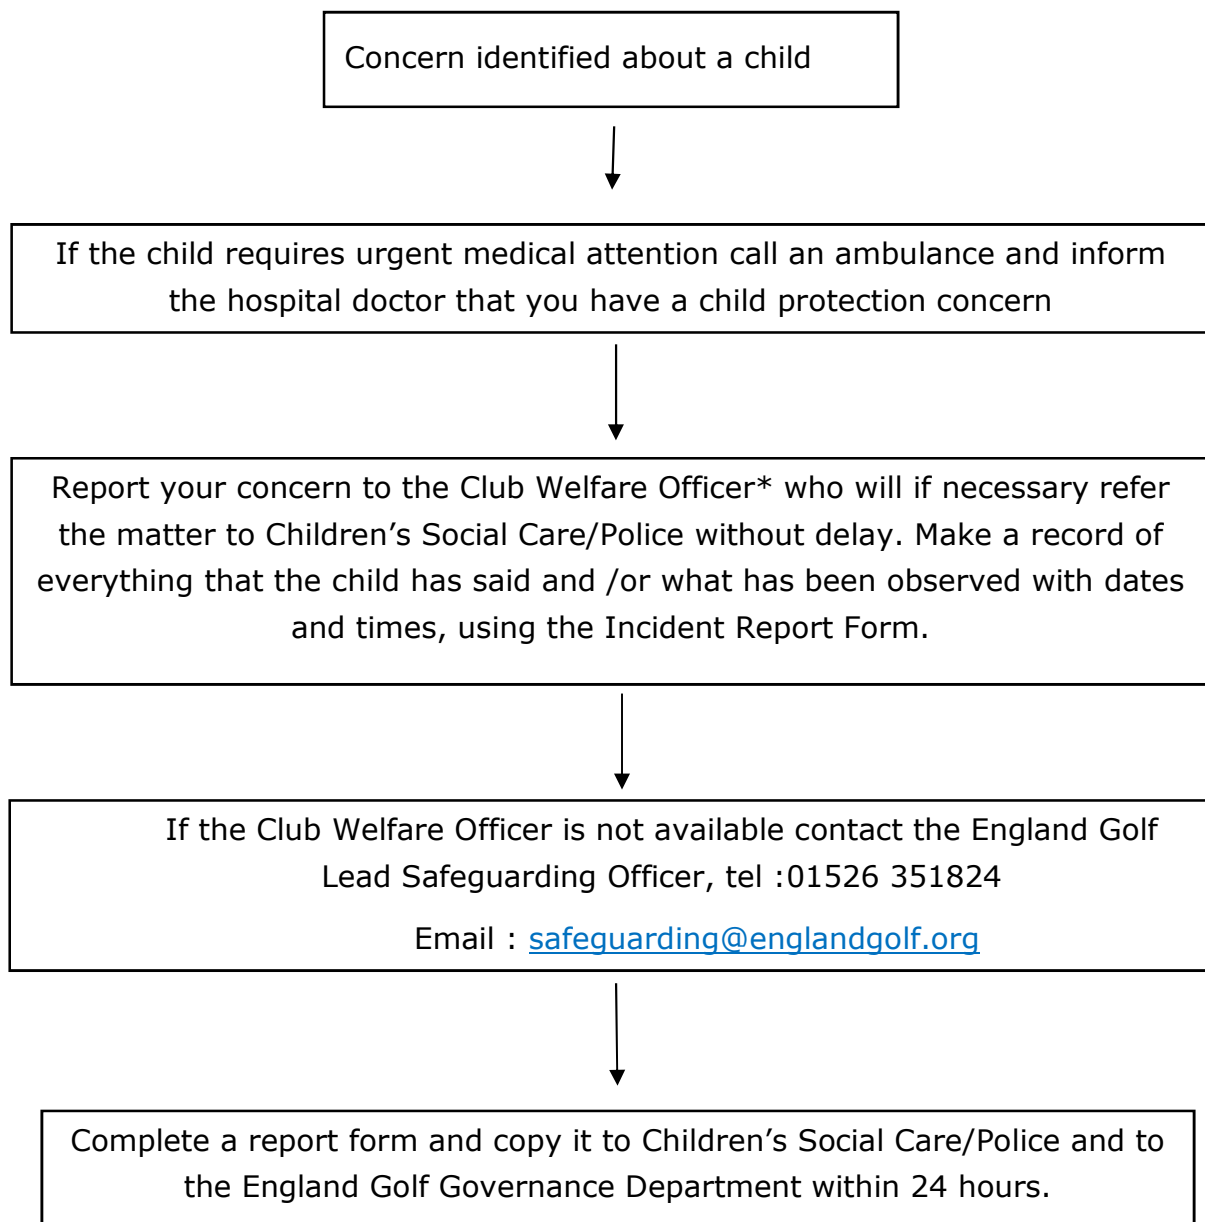 Concern identified about a child
If the child requires urgent medical attention call an ambulance and inform
the hospital doctor that you have a child protection concern
Report your concern to the Club Welfare Officer* who will if necessary refer
the matter to Children’s Social Care/Police without delay. Make a record of
everything that the child has said and /or what has been observed with dates
and times, using the Incident Report Form.
If the Club Welfare Officer is not available contact the England Golf
Lead Safeguarding Officer, tel :01526 351824
Email : safeguarding@englandgolf.org
Complete a report form and copy it to Children’s Social Care/Police and to
the England Golf Governance Department within 24 hours.